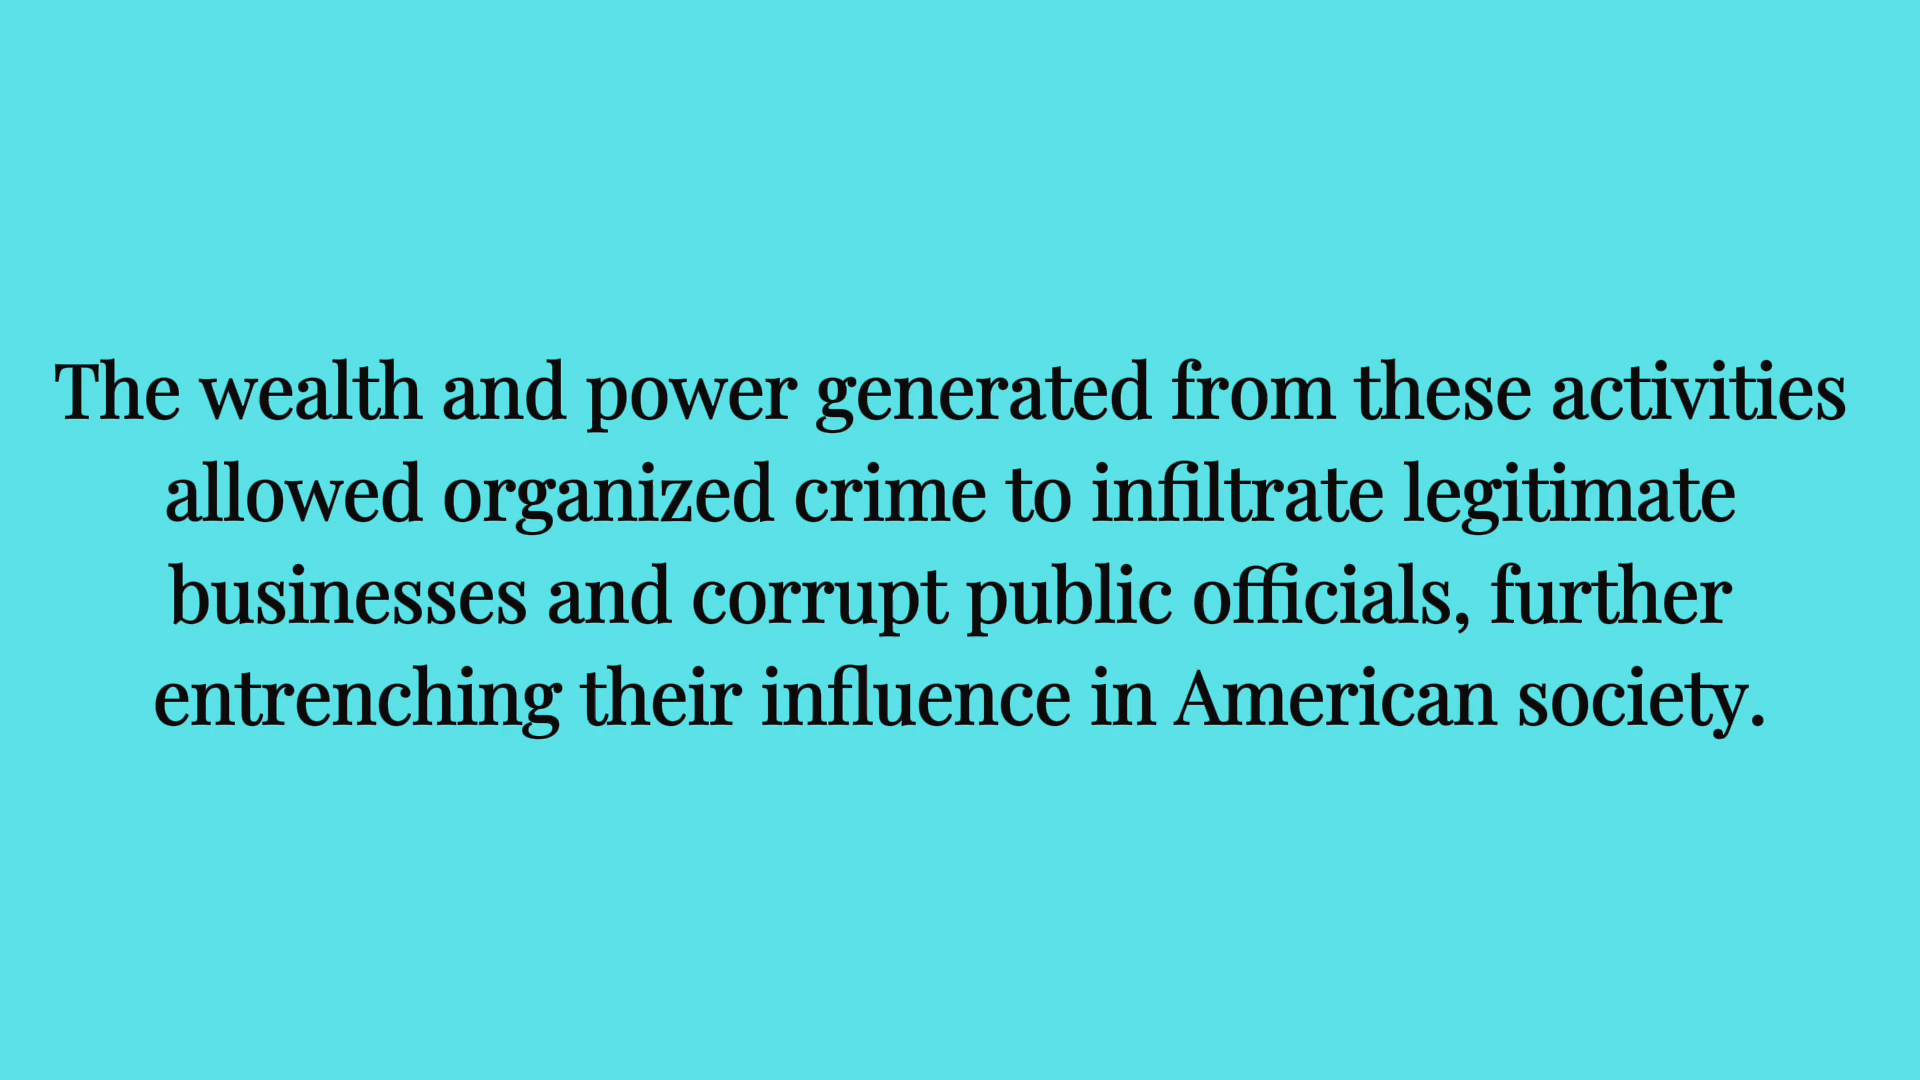 The wealth and power generated from these activities
allowed organized crime to infiltrate legitimate
businesses and corrupt public officials, further
entrenching their influence in American society.